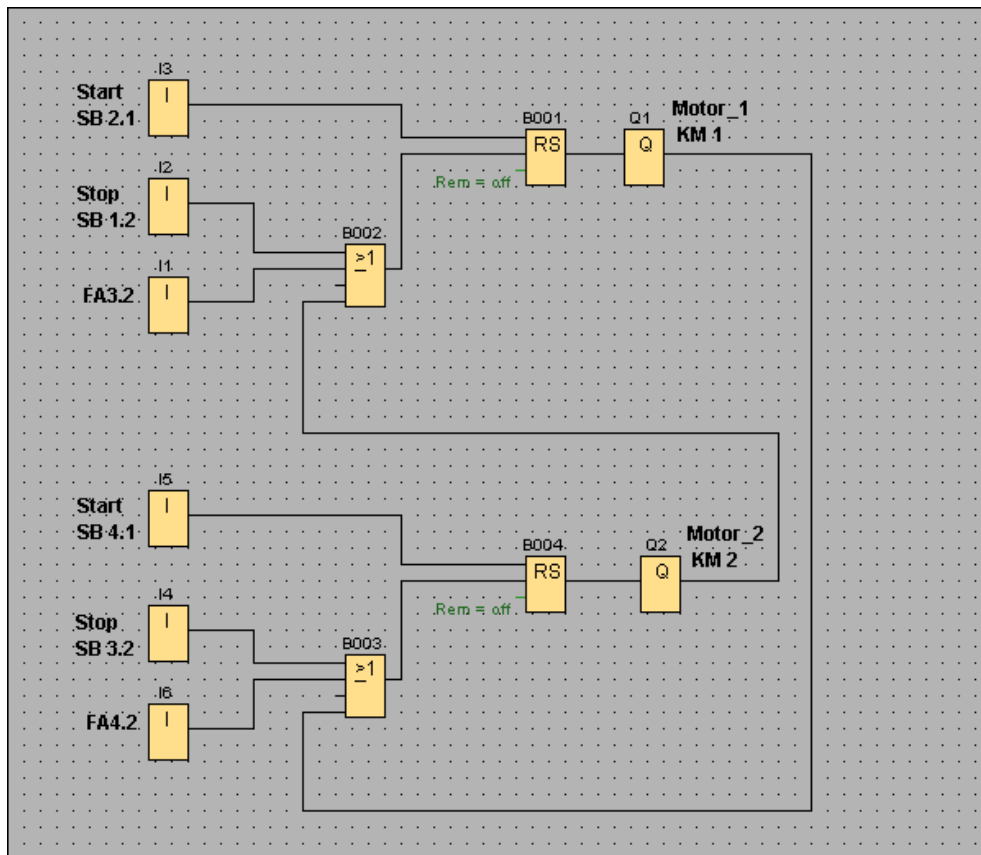 I3
Start
SB 2.1
I
B001
RS
Rem = off
Q1
Q
Motor_1
KM 1
I2
Stop
SB 1.2
I
B002
≥1
I1
FA3.2
I
I5
Start
SB 4.1
I
B004
RS
Rem = off
Q2
Q
Motor_2
KM 2
I4
Stop
SB 3.2
I
B003
≥1
I6
FA4.2
I